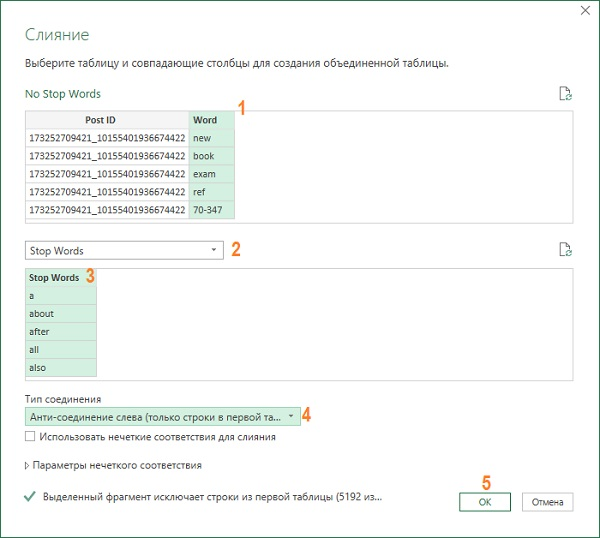 Слияние
Выберите таблицу и совпадающие столбцы для создания объединенной таблицы.
No Stop Words
1
Post ID Word
173252709421_10155401936674422 new
173252709421_10155401936674422 book
173252709421_10155401936674422 exam
173252709421_10155401936674422 ref
173252709421_10155401936674422 70-347
Stop Words 2
Stop Words 3
a
about
after
all
also
Тип соединения
Анти-соединение слева (только строки в первой та... 4
Использовать нечеткие соответствия для слияния
Параметры нечеткого соответствия
5
Выделенный фрагмент исключает строки из первой таблицы (5192 из...
ОК Отмена